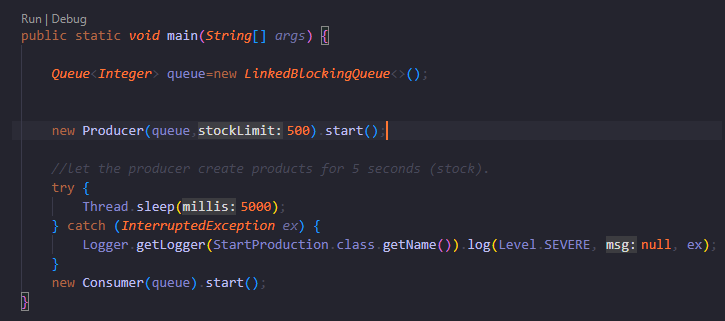 Run | Debug
public static void main(String[] args) {
Queue<Integer> queue=new LinkedBlockingQueue<>();
new Producer(queue,stockLimit:500).start();
//let the producer create products for 5 seconds (stock).
try {
Thread.sleep(millis:5000);
} catch (InterruptedException ex) {
Logger.getLogger(StartProduction.class.getName()).log(Level.SEVERE, msg:null, ex);
}
new Consumer(queue).start();
}